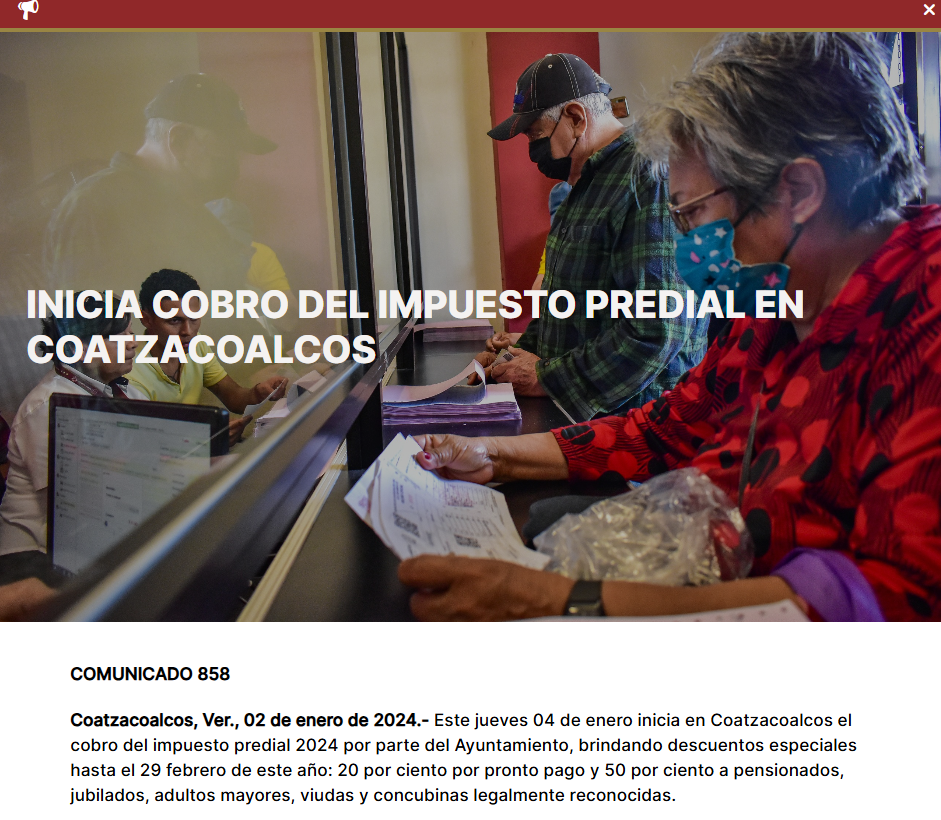 INICIA COBRO DEL IMPUESTO PREDIAL EN
COATZACOALCOS
COMUNICADO 858
Coatzacoalcos, Ver., 02 de enero de 2024.- Este jueves 04 de enero inicia en Coatzacoalcos el
cobro del impuesto predial 2024 por parte del Ayuntamiento, brindando descuentos especiales
hasta el 29 febrero de este año: 20 por ciento por pronto pago y 50 por ciento a pensionados,
jubilados, adultos mayores, viudas y concubinas legalmente reconocidas.